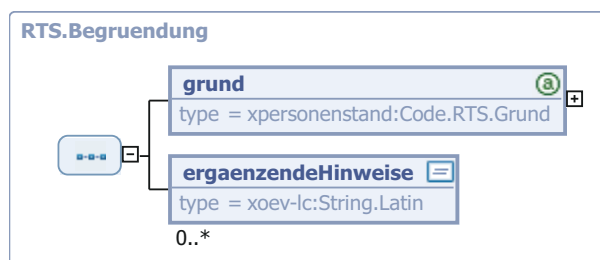 RTS.Begruendung
grund
type = xpersonenstand:Code.RTS.Grund
ergaenzendeHinweise
type = xoev-lc:String.Latin
0..*